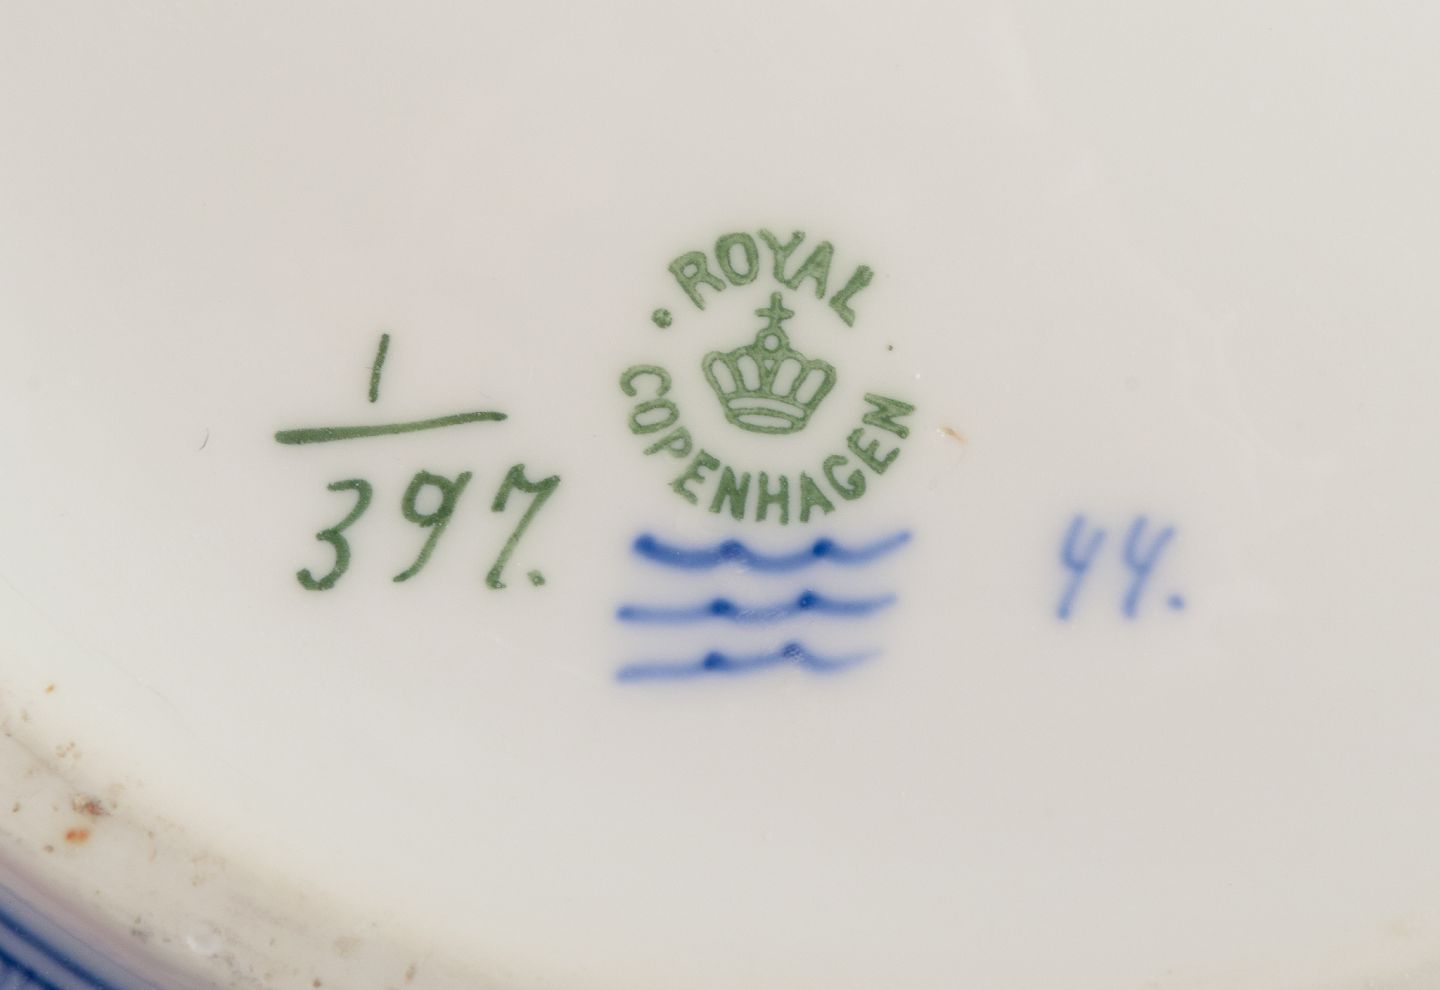 ROYAL
COPENHAGEN
1
397.
44.